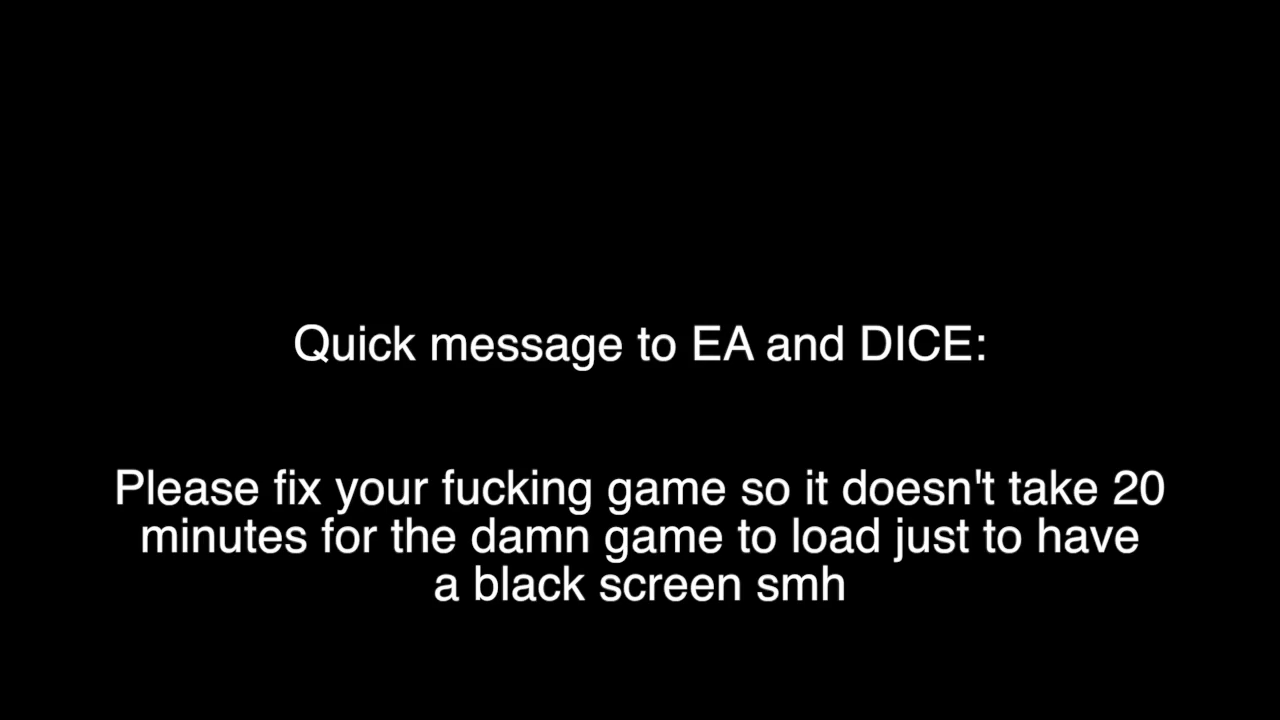 Quick message to EA and DICE:
Please fix your fucking game so it doesn't take 20
minutes for the damn game to load just to have
a black screen smh